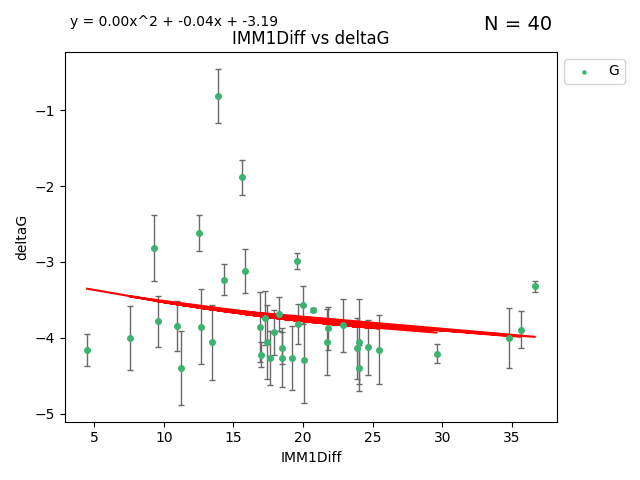 y = 0.00x^2 + -0.04x + -3.19
N = 40
IMM1Diff vs deltaG
G
deltaG
−1
−2
−3
−4
−5
5 10 15 20 25 30 35
IMM1Diff